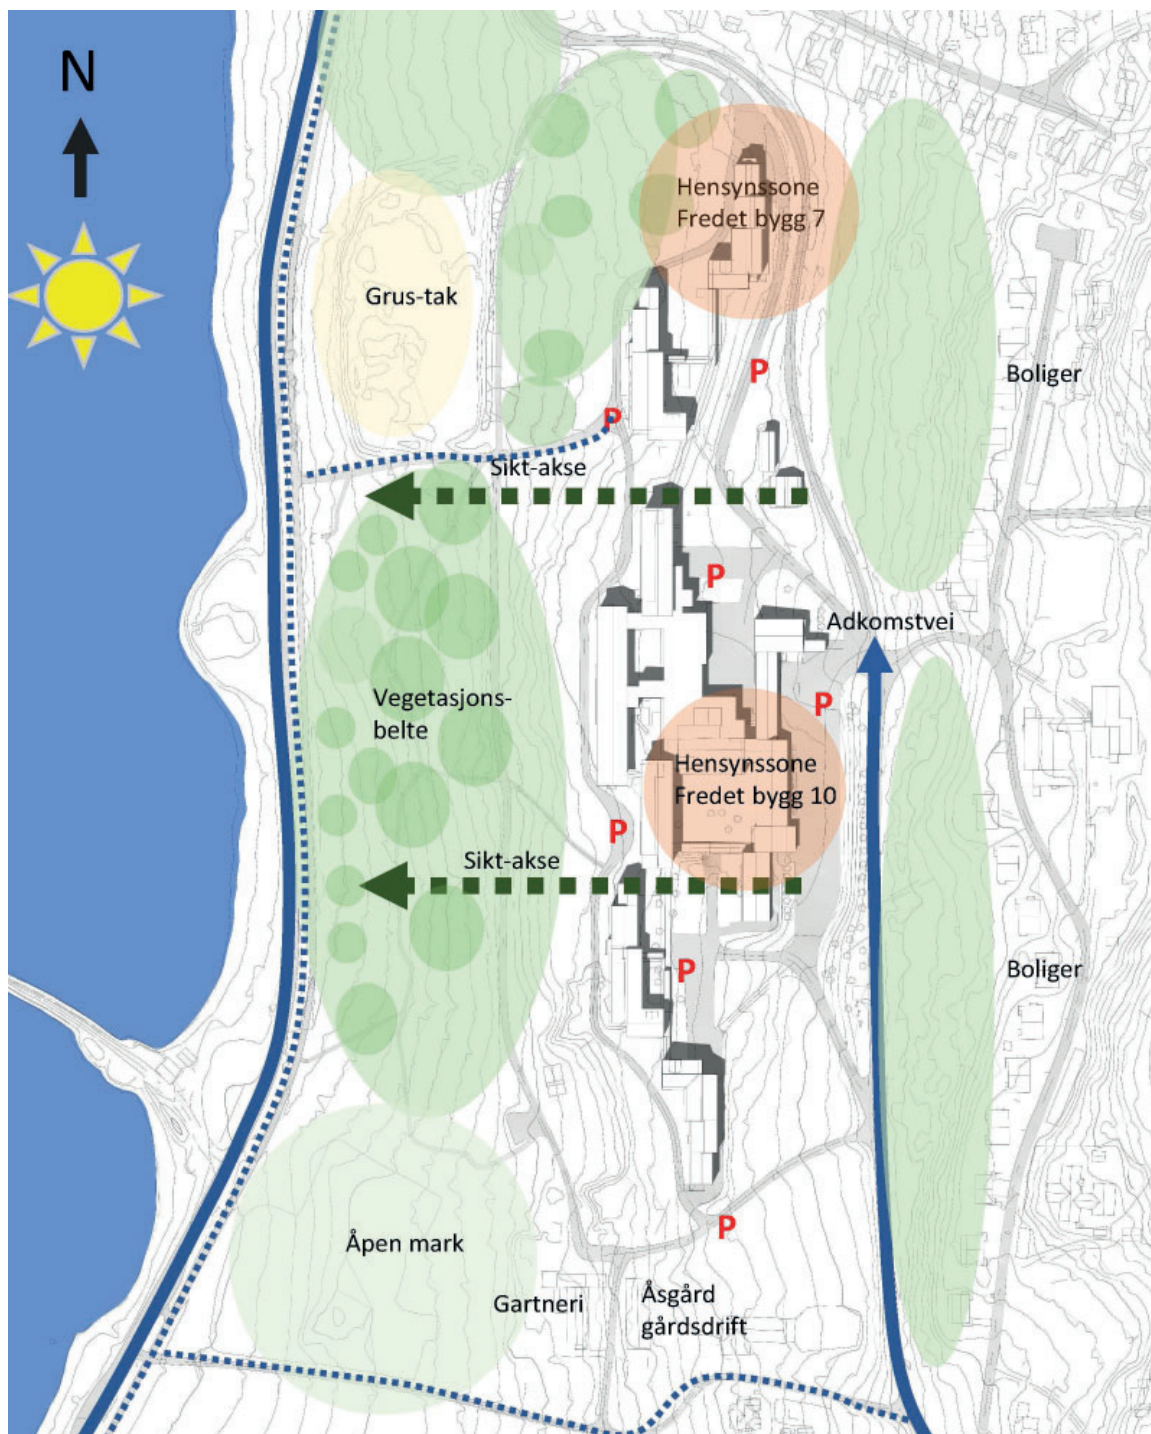 N
Hensynssone
Fredet bygg 7
Grus-tak
P
Boliger
P
Sikt-akse
P
Adkomstvei
Vegetasjons-
belte
P
Hensynssone
Fredet bygg 10
P
Sikt-akse
P
Boliger
P
Åpen mark
Gartneri
Åsgård
gårdsdrift